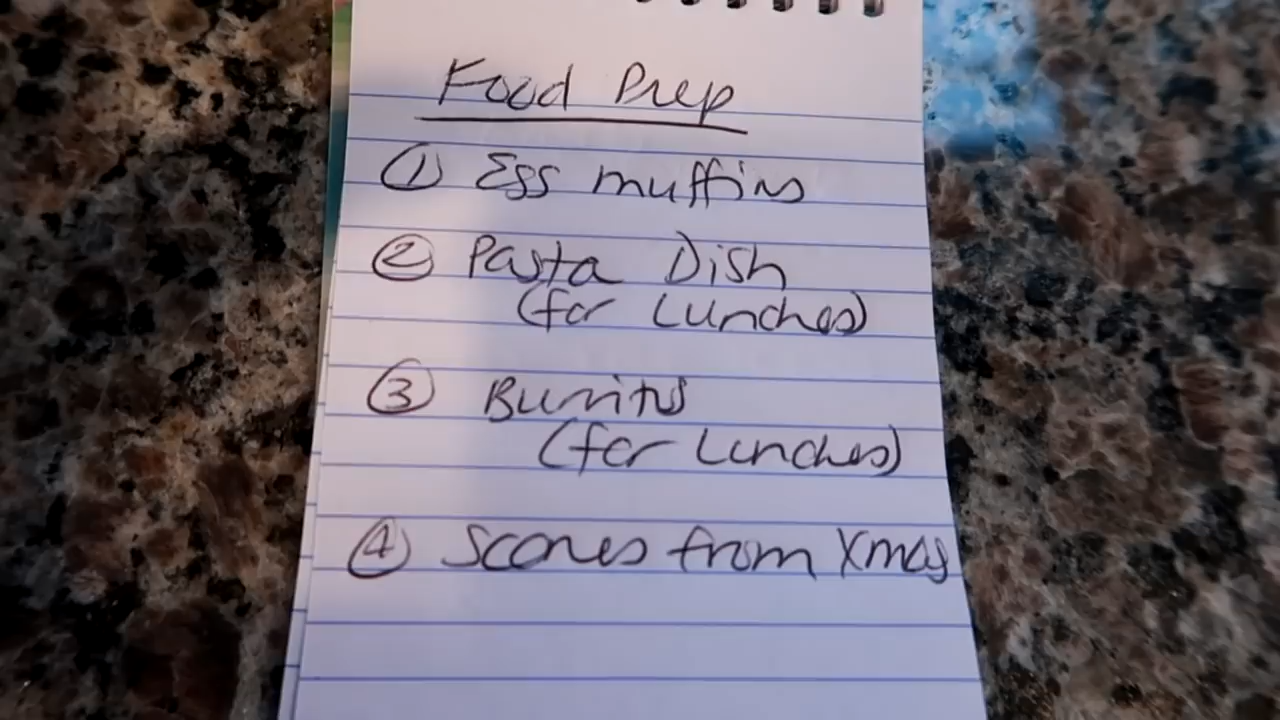 Food Prep
① Egg muffins
② Pasta Dish
(for Lunches)
③ Burritos
(for Lunches)
④ Scones from Xmas